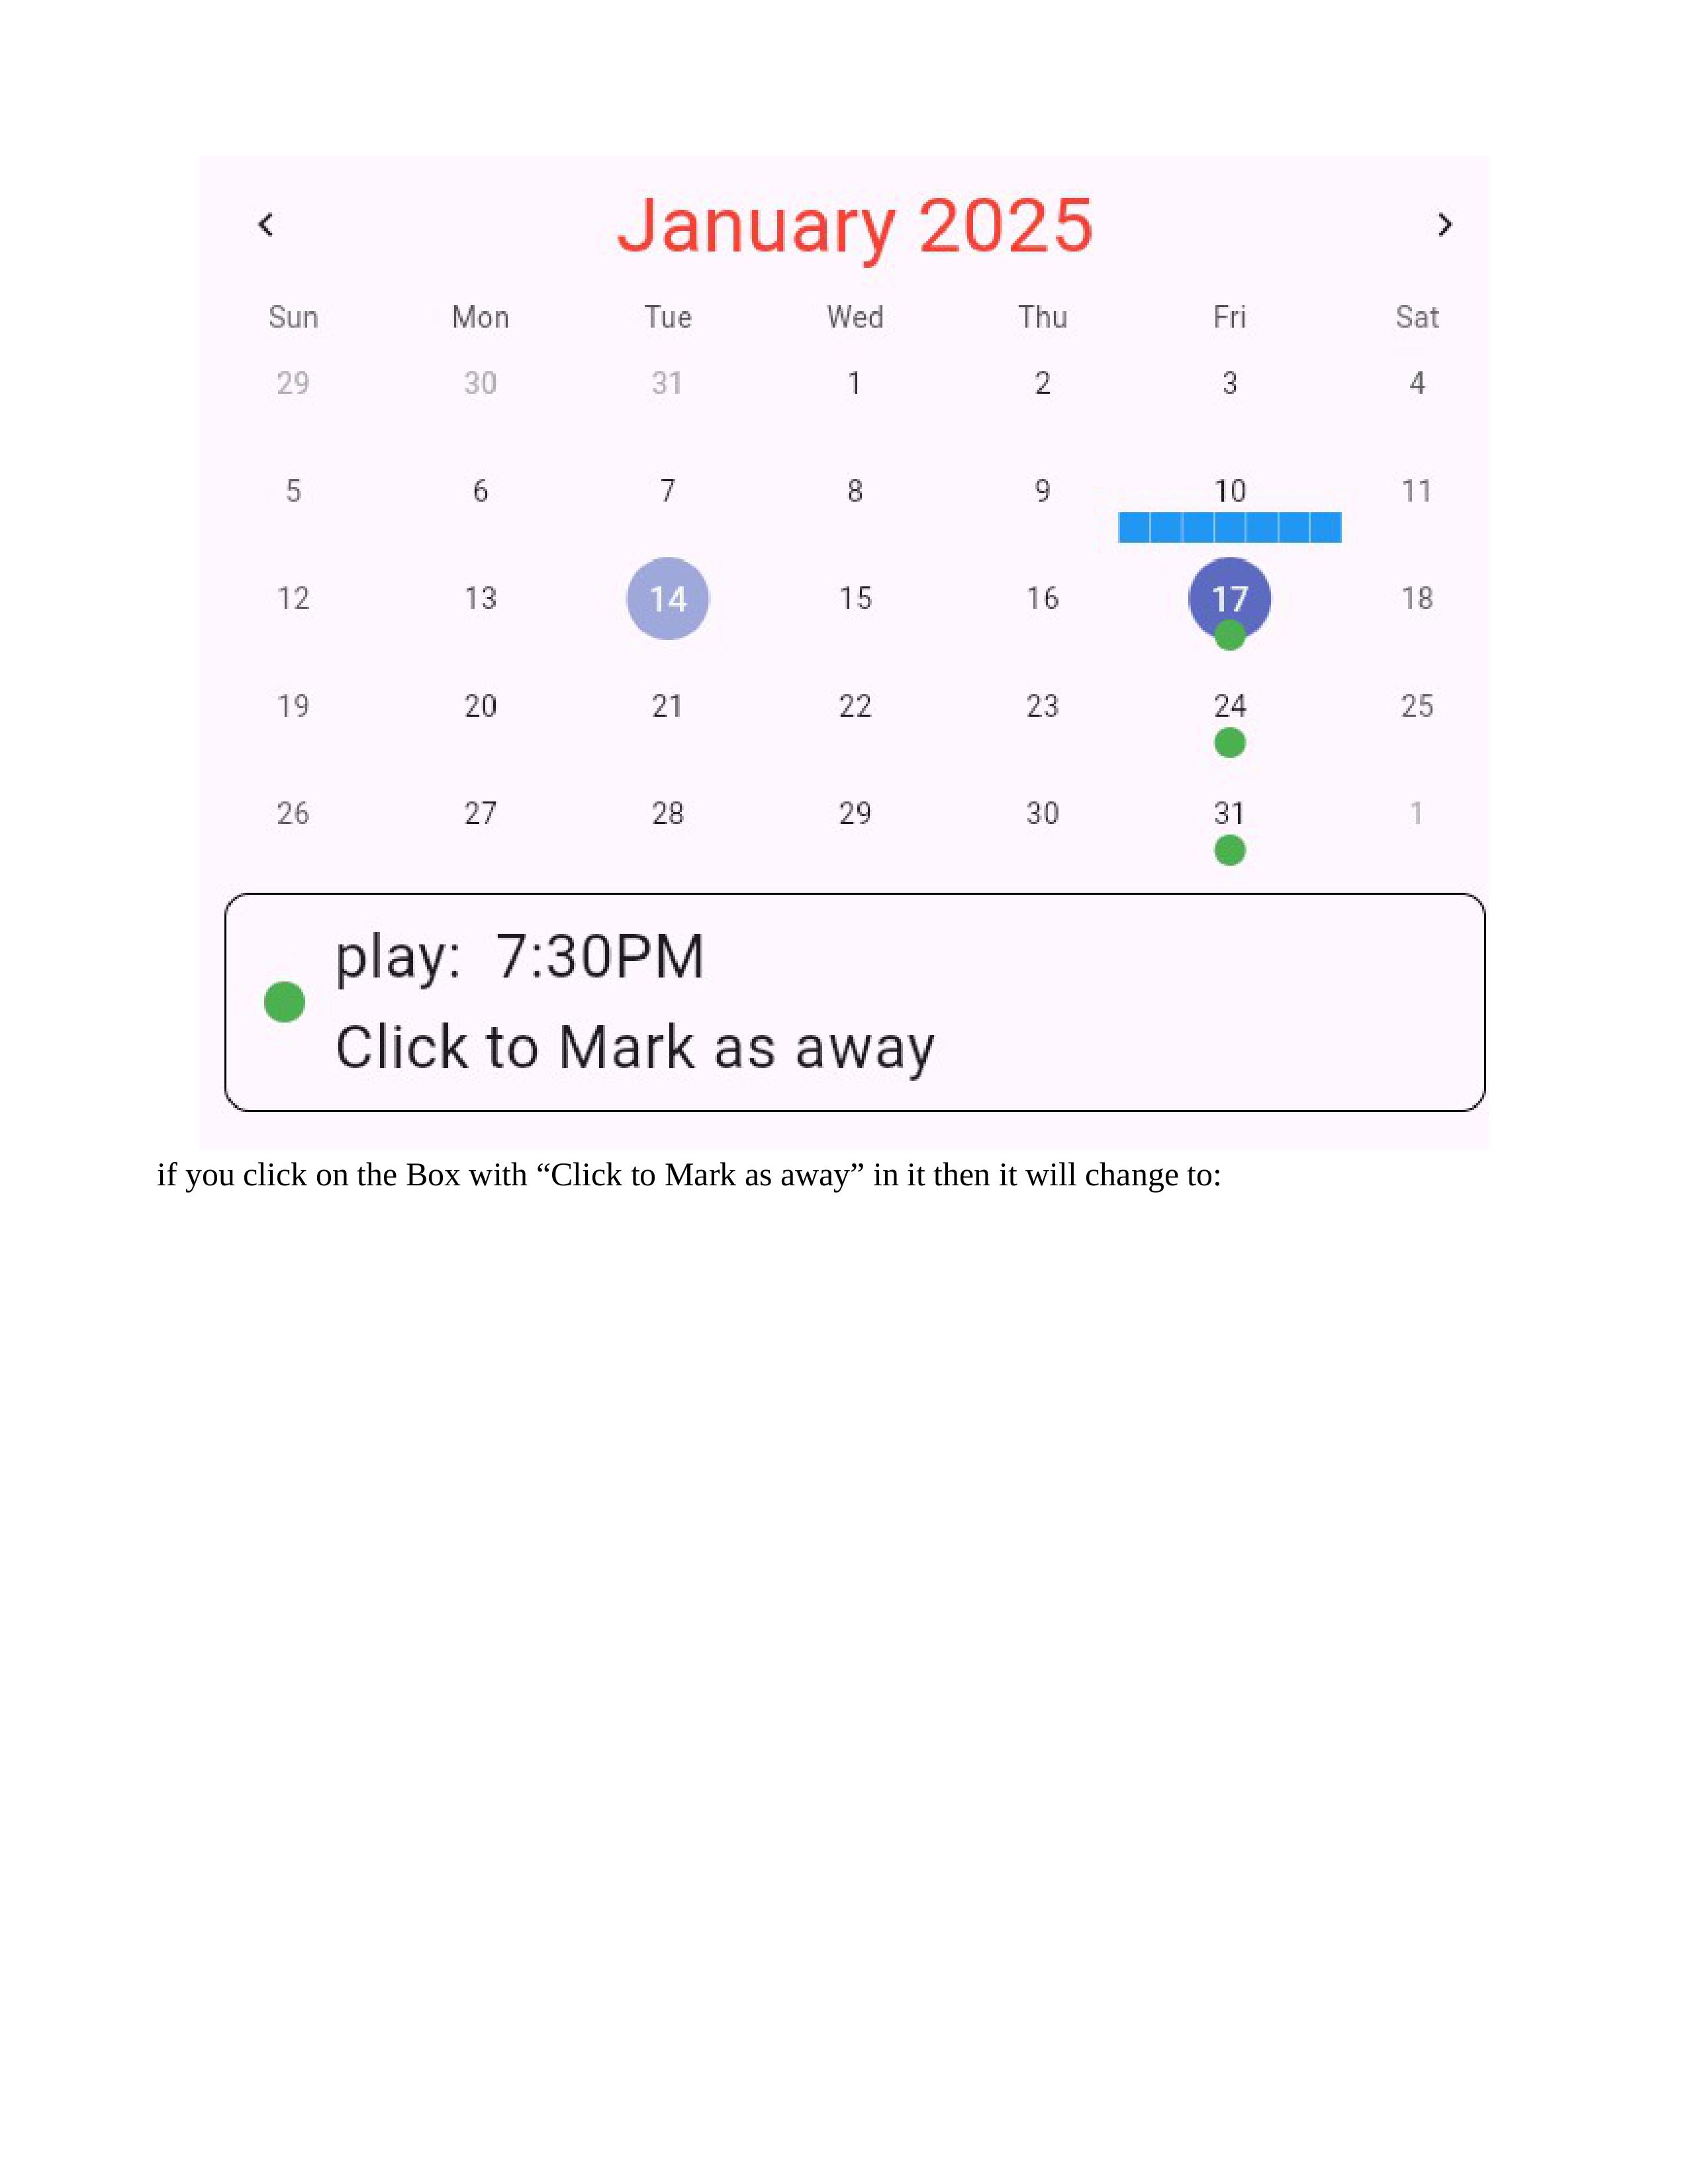 January 2025
Sun Mon Tue Wed Thu Fri Sat
29 30 31 1 2 3 4
5 6 7 8 9 10 11
12 13 14 15 16 17 18
19 20 21 22 23 24 25
26 27 28 29 30 31 1
play:  7:30PM
Click to Mark as away
if you click on the Box with “Click to Mark as away” in it then it will change to: